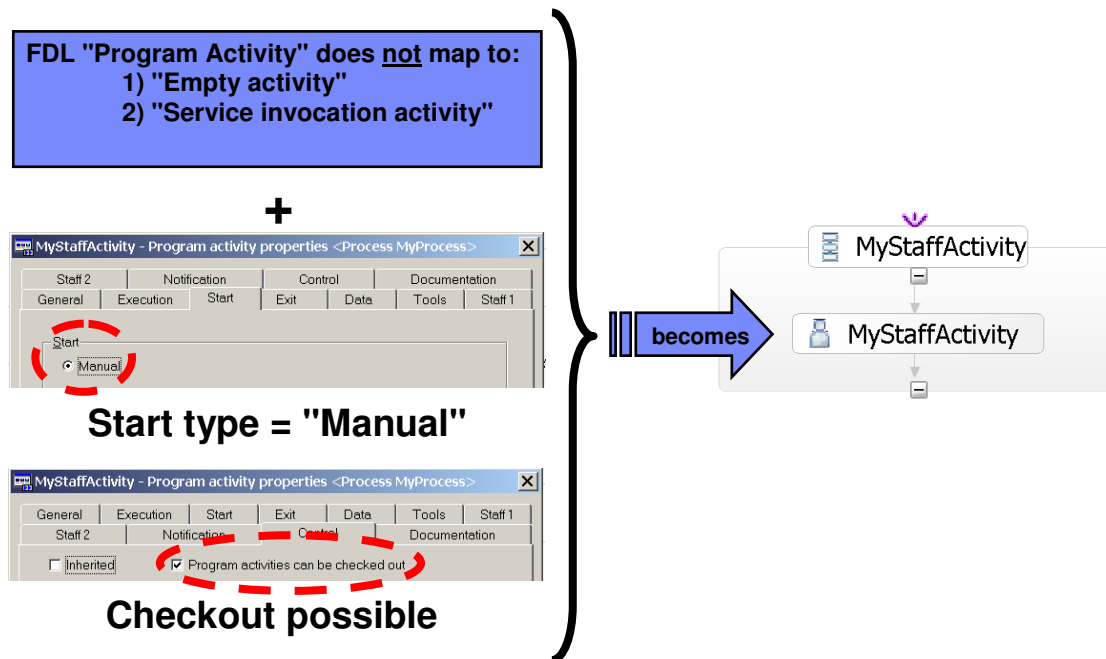 FDL "Program Activity" does not map to:
1) "Empty activity"
2) "Service invocation activity"
+
MyStaffActivity - Program activity properties <Process MyProcess>
Staff 2 Notification Control Documentation
General Execution Start Exit Data Tools Staff 1
Start
Manual
Start type = "Manual"
MyStaffActivity - Program activity properties <Process MyProcess>
General Execution Start Exit Data Tools Staff 1
Staff 2 Notification Control Documentation
Inherited Program activities can be checked out
Checkout possible
becomes
MyStaffActivity
MyStaffActivity